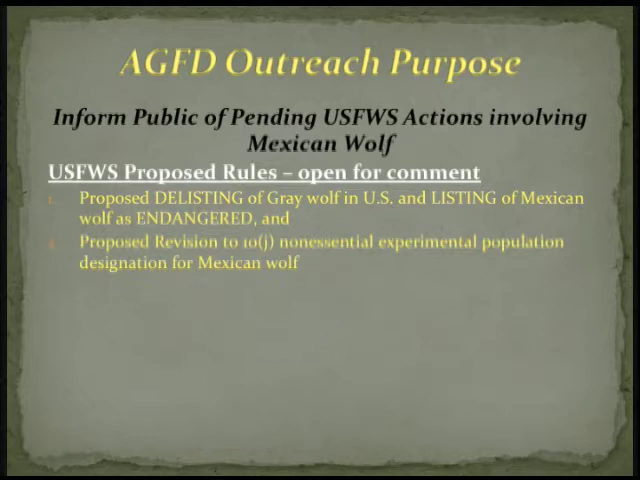 AGFD Outreach Purpose
Inform Public of Pending USFWS Actions involving
Mexican Wolf
USFWS Proposed Rules – open for comment
1. Proposed DELISTING of Gray wolf in U.S. and LISTING of Mexican
wolf as ENDANGERED, and
2. Proposed Revision to 10(j) nonessential experimental population
designation for Mexican wolf